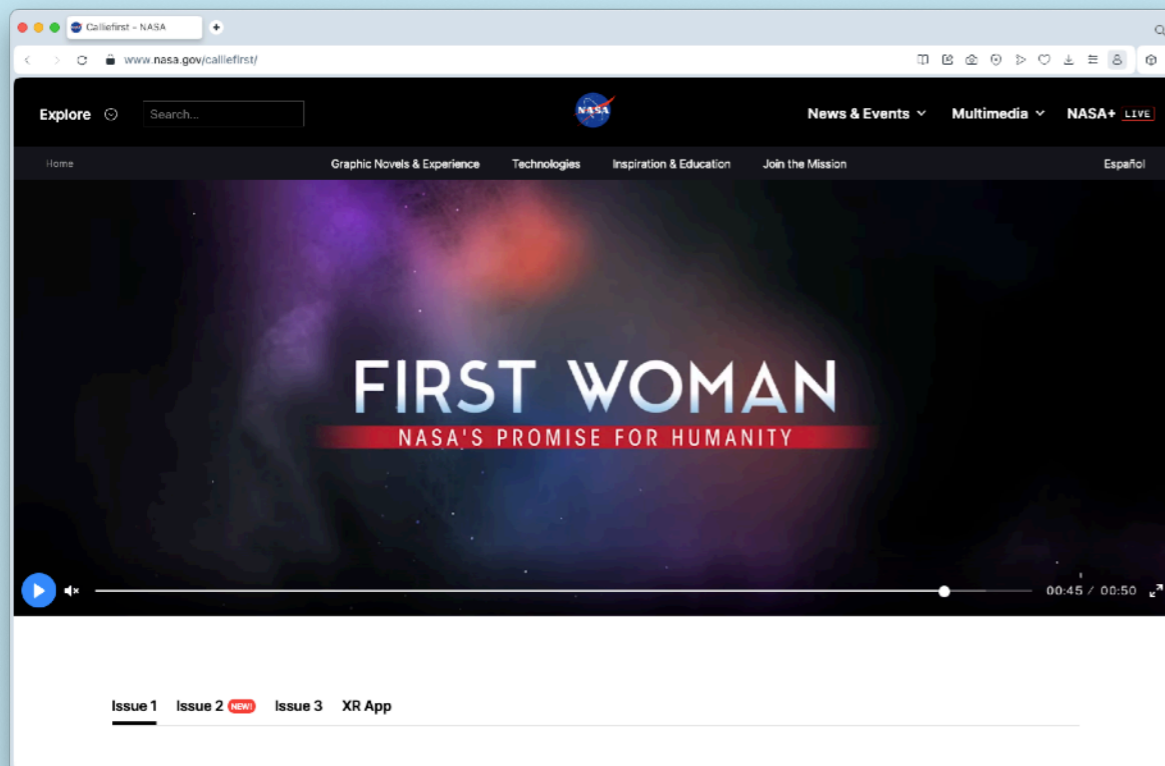 Calliefirst – NASA
www.nasa.gov/calliefirst/
Explore Search... NASA News & Events Multimedia NASA+ LIVE
Home Graphic Novels & Experience Technologies Inspiration & Education Join the Mission Español
FIRST WOMAN
NASA'S PROMISE FOR HUMANITY
00:45 / 00:50
Issue 1 Issue 2 NEW! Issue 3 XR App